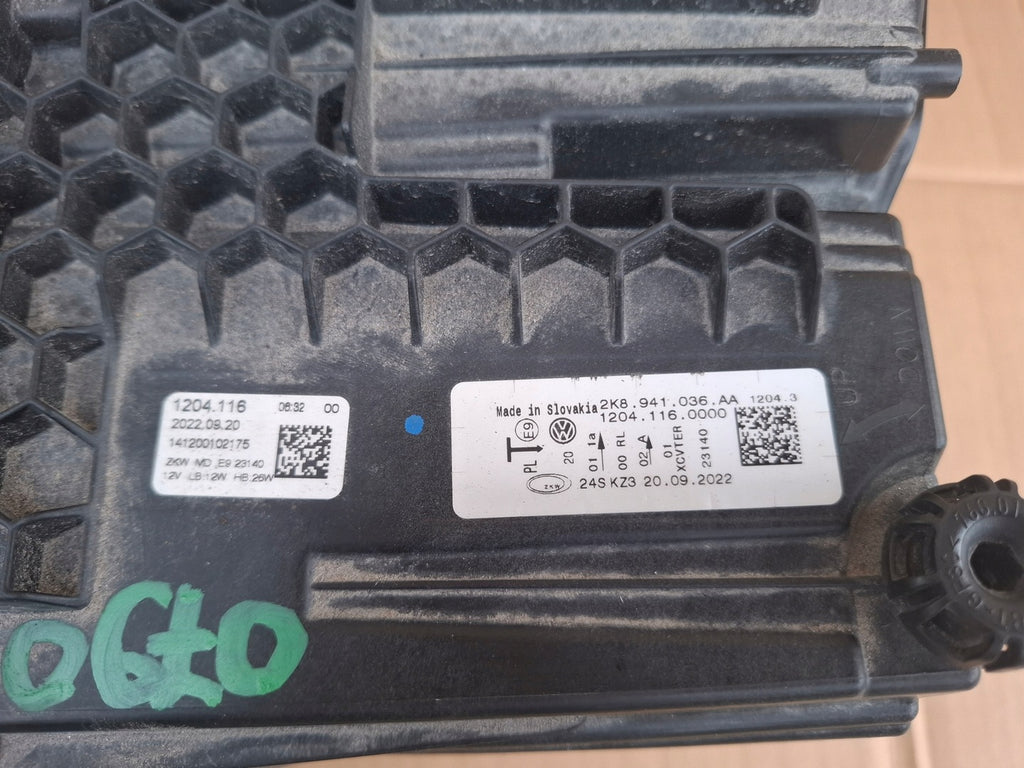 1204.116 06:32 00
2022.09.20
141200102175
ZKW MD E9 23140
12V LB:12W HB:26W
Made in Slovakia 2K8.941.036.AA 1204.3
1204.116.0000
PL T E9 20 01 1a 00 RL 02 A 01 XCVTER 23140
ZKW 24S KZ3 20.09.2022
UP